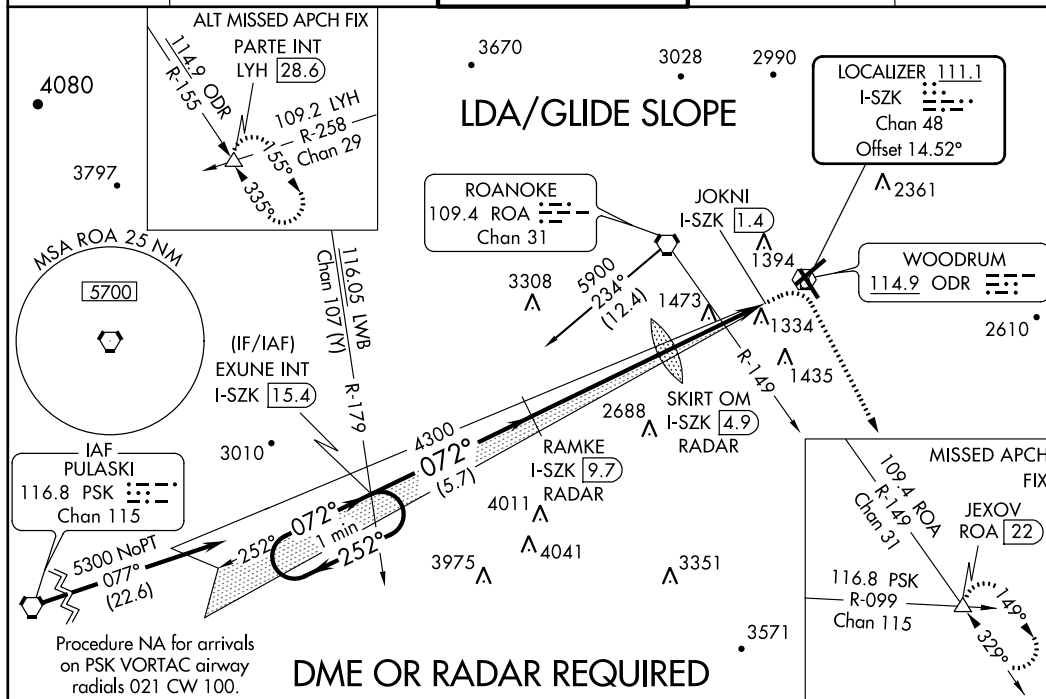 ALT MISSED APCH FIX
PARTE INT
LYH 28.6
114.9 ODR
R-155
109.2 LYH
R-258
Chan 29
155°
335°
4080
3797
3670
3028
2990
LDA/GLIDE SLOPE
LOCALIZER 111.1
I-SZK
Chan 48
Offset 14.52°
2361
ROANOKE
109.4 ROA
Chan 31
JOKNI
I-SZK 1.4
1394
WOODRUM
114.9 ODR
MSA ROA 25 NM
5700
116.05 LWB
Chan 107 (Y)
R-179
3308
5900
234°
(12.4)
1473
1334
2610
1435
R-149
(IF/IAF)
EXUNE INT
I-SZK 15.4
2688
SKIRT OM
I-SZK 4.9
RADAR
3010
4300
072°
(5.7)
RAMKE
I-SZK 9.7
RADAR
IAF
PULASKI
116.8 PSK
Chan 115
5300 NoPT
077°
(22.6)
252°
072°
1 min
252°
4011
4041
3975
3351
3571
MISSED APCH
FIX
109.4 ROA
R-149
Chan 31
JEXOV
ROA 22
116.8 PSK
R-099
Chan 115
149°
329°
Procedure NA for arrivals
on PSK VORTAC airway
radials 021 CW 100.
DME OR RADAR REQUIRED